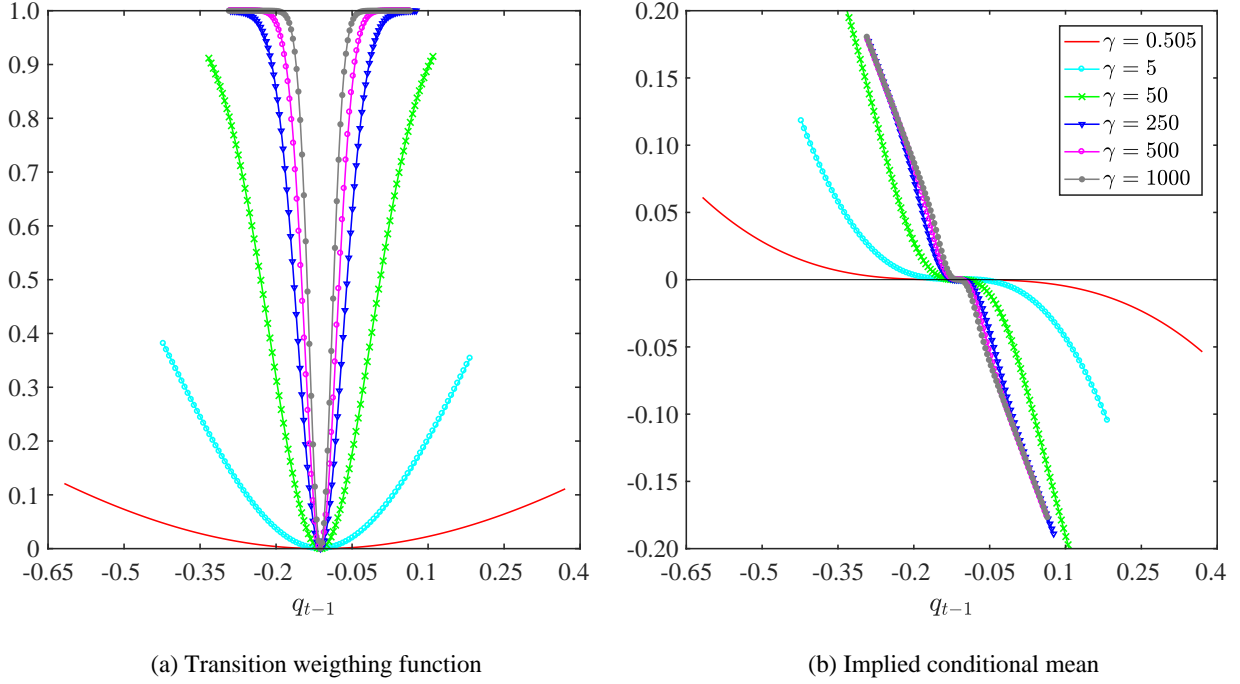 1.0
0.9
0.8
0.7
0.6
0.5
0.4
0.3
0.2
0.1
0
-0.65 -0.5 -0.35 -0.2 -0.05 0.1 0.25 0.4
q_{t−1}
(a) Transition weigthing function
0.20
0.15
0.10
0.05
0
-0.05
-0.10
-0.15
-0.20
-0.65 -0.5 -0.35 -0.2 -0.05 0.1 0.25 0.4
q_{t−1}
γ = 0.505
γ = 5
γ = 50
γ = 250
γ = 500
γ = 1000
(b) Implied conditional mean